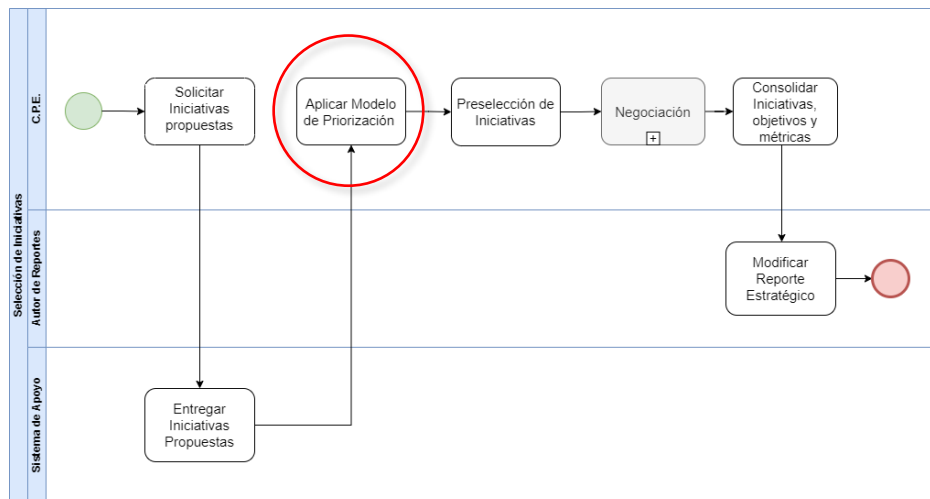 Selección de Iniciativas
C.P.E.
Solicitar
Iniciativas
propuestas
Aplicar Modelo
de Priorización
Preselección de
Iniciativas
Negociación
Consolidar
Iniciativas,
objetivos y
métricas
Autor de Reportes
Modificar
Reporte
Estratégico
Sistema de Apoyo
Entregar
Iniciativas
Propuestas